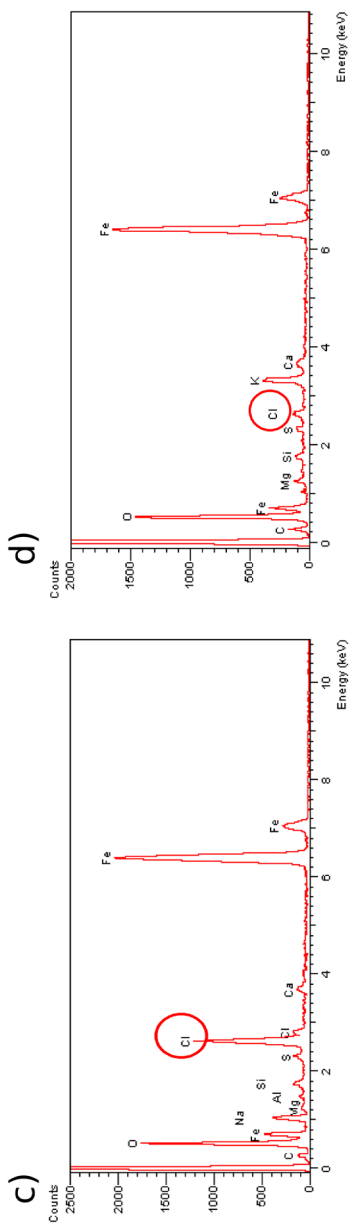 c)
Counts
2500
2000
1500
1000
500
0
C
O
Fe
Na
Mg
Al
Si
S
Cl
Cl
Ca
Fe
Fe
0 2 4 6 8 10
Energy (keV)
d)
Counts
2000
1500
1000
500
0
C
O
Fe
Mg
Si
S
Cl
K
Ca
Fe
Fe
0 2 4 6 8 10
Energy (keV)